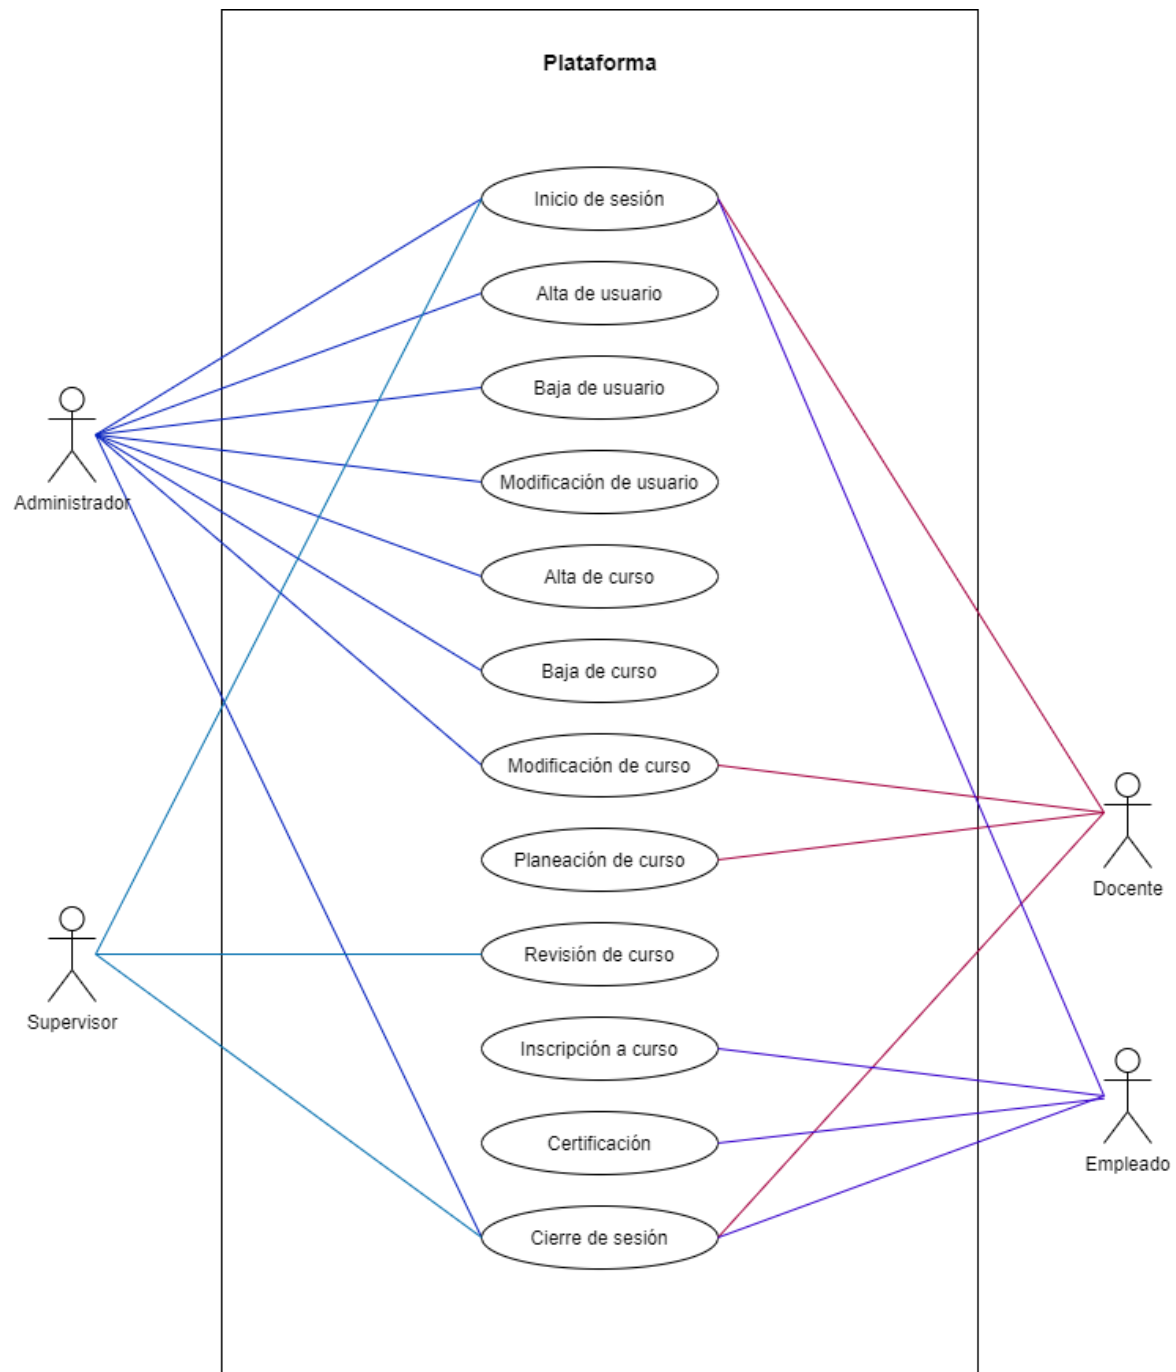 Plataforma
Inicio de sesión
Alta de usuario
Baja de usuario
Modificación de usuario
Administrador
Alta de curso
Baja de curso
Modificación de curso
Planeación de curso
Docente
Revisión de curso
Supervisor
Inscripción a curso
Certificación
Empleado
Cierre de sesión